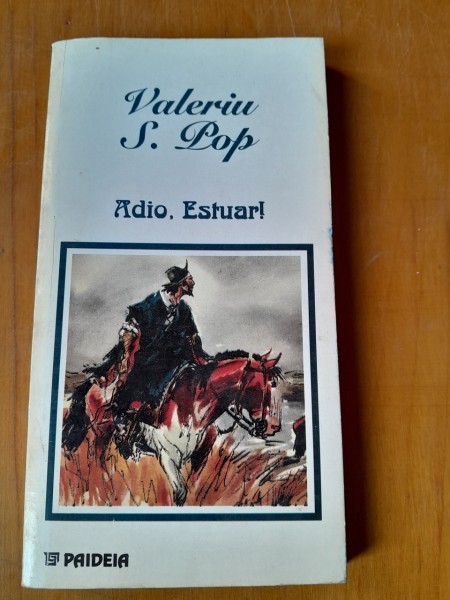 Valeriu
S. Pop
Adio, Estuar!
PAIDEIA